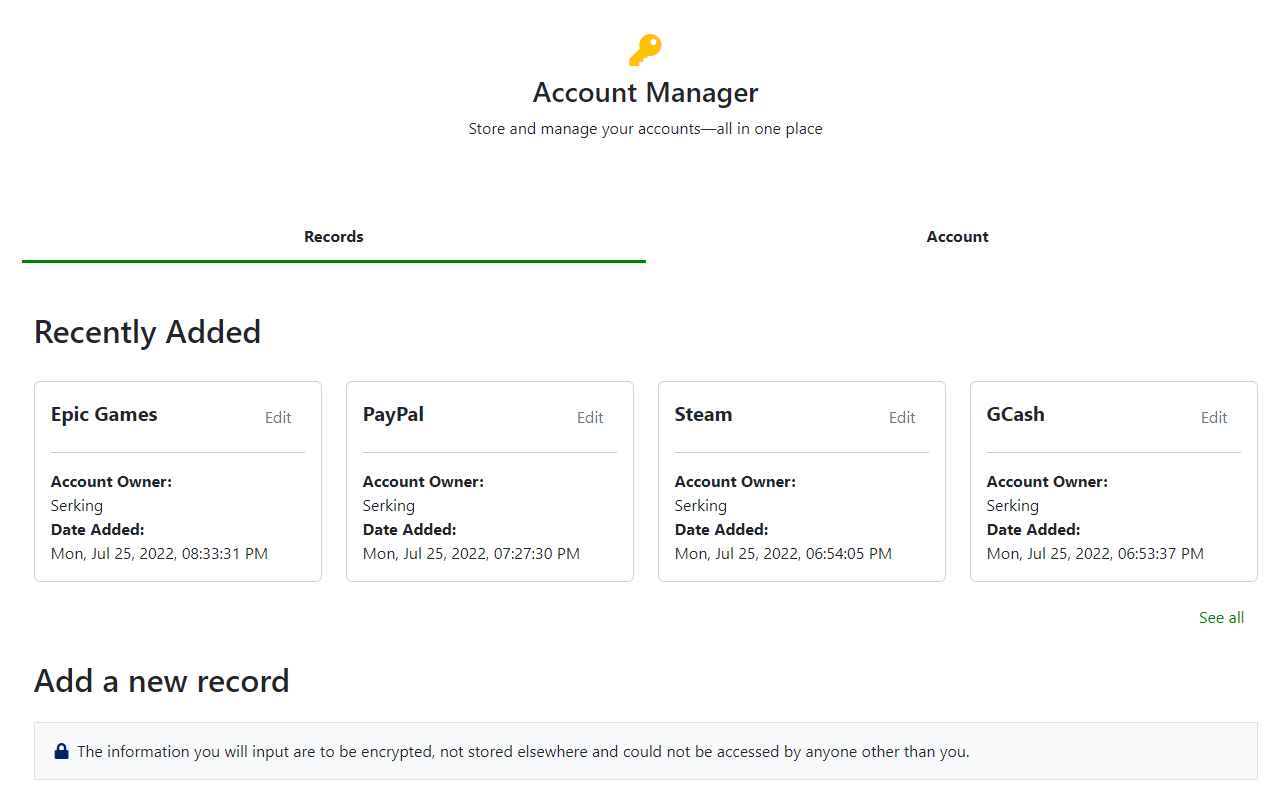 Account Manager
Store and manage your accounts—all in one place
Records
Account
Recently Added
Epic Games
Edit
Account Owner:
Serking
Date Added:
Mon, Jul 25, 2022, 08:33:31 PM
PayPal
Edit
Account Owner:
Serking
Date Added:
Mon, Jul 25, 2022, 07:27:30 PM
Steam
Edit
Account Owner:
Serking
Date Added:
Mon, Jul 25, 2022, 06:54:05 PM
GCash
Edit
Account Owner:
Serking
Date Added:
Mon, Jul 25, 2022, 06:53:37 PM
See all
Add a new record
The information you will input are to be encrypted, not stored elsewhere and could not be accessed by anyone other than you.